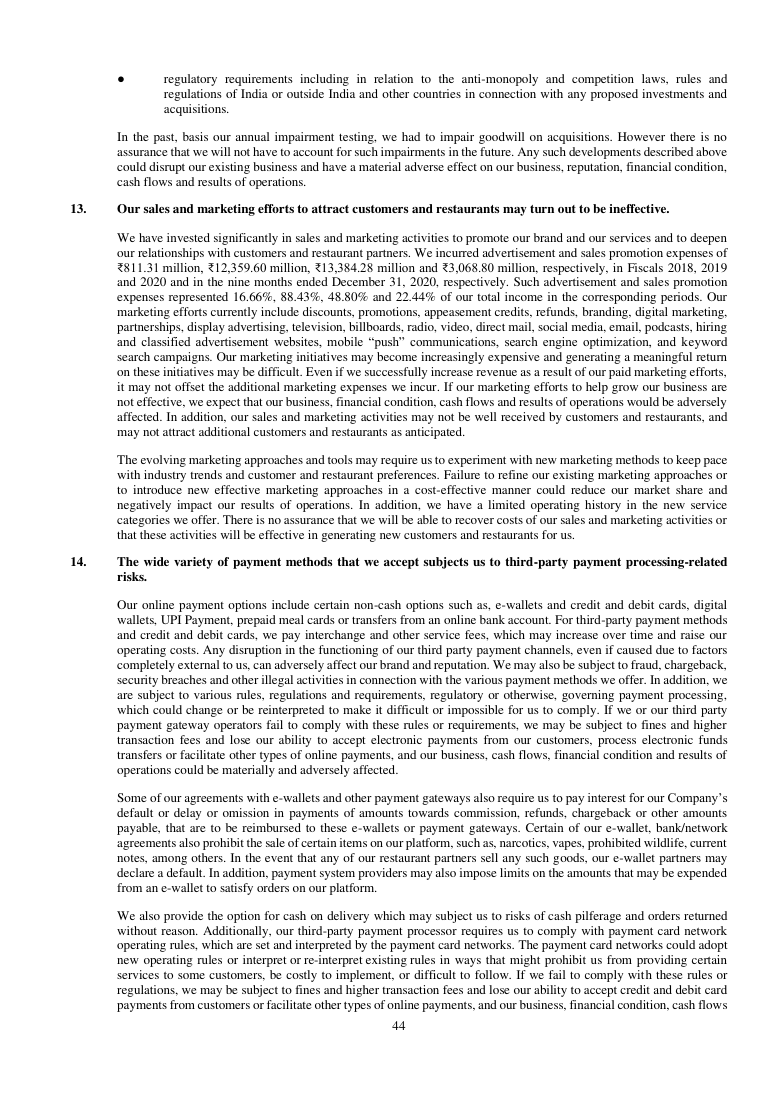 ● regulatory requirements including in relation to the anti-monopoly and competition laws, rules and
regulations of India or outside India and other countries in connection with any proposed investments and
acquisitions.
In the past, basis our annual impairment testing, we had to impair goodwill on acquisitions. However there is no
assurance that we will not have to account for such impairments in the future. Any such developments described above
could disrupt our existing business and have a material adverse effect on our business, reputation, financial condition,
cash flows and results of operations.
13. Our sales and marketing efforts to attract customers and restaurants may turn out to be ineffective.
We have invested significantly in sales and marketing activities to promote our brand and our services and to deepen
our relationships with customers and restaurant partners. We incurred advertisement and sales promotion expenses of
₹811.31 million, ₹12,359.60 million, ₹13,384.28 million and ₹3,068.80 million, respectively, in Fiscals 2018, 2019
and 2020 and in the nine months ended December 31, 2020, respectively. Such advertisement and sales promotion
expenses represented 16.66%, 88.43%, 48.80% and 22.44% of our total income in the corresponding periods. Our
marketing efforts currently include discounts, promotions, appeasement credits, refunds, branding, digital marketing,
partnerships, display advertising, television, billboards, radio, video, direct mail, social media, email, podcasts, hiring
and classified advertisement websites, mobile “push” communications, search engine optimization, and keyword
search campaigns. Our marketing initiatives may become increasingly expensive and generating a meaningful return
on these initiatives may be difficult. Even if we successfully increase revenue as a result of our paid marketing efforts,
it may not offset the additional marketing expenses we incur. If our marketing efforts to help grow our business are
not effective, we expect that our business, financial condition, cash flows and results of operations would be adversely
affected. In addition, our sales and marketing activities may not be well received by customers and restaurants, and
may not attract additional customers and restaurants as anticipated.
The evolving marketing approaches and tools may require us to experiment with new marketing methods to keep pace
with industry trends and customer and restaurant preferences. Failure to refine our existing marketing approaches or
to introduce new effective marketing approaches in a cost-effective manner could reduce our market share and
negatively impact our results of operations. In addition, we have a limited operating history in the new service
categories we offer. There is no assurance that we will be able to recover costs of our sales and marketing activities or
that these activities will be effective in generating new customers and restaurants for us.
14. The wide variety of payment methods that we accept subjects us to third-party payment processing-related
risks.
Our online payment options include certain non-cash options such as, e-wallets and credit and debit cards, digital
wallets, UPI Payment, prepaid meal cards or transfers from an online bank account. For third-party payment methods
and credit and debit cards, we pay interchange and other service fees, which may increase over time and raise our
operating costs. Any disruption in the functioning of our third party payment channels, even if caused due to factors
completely external to us, can adversely affect our brand and reputation. We may also be subject to fraud, chargeback,
security breaches and other illegal activities in connection with the various payment methods we offer. In addition, we
are subject to various rules, regulations and requirements, regulatory or otherwise, governing payment processing,
which could change or be reinterpreted to make it difficult or impossible for us to comply. If we or our third party
payment gateway operators fail to comply with these rules or requirements, we may be subject to fines and higher
transaction fees and lose our ability to accept electronic payments from our customers, process electronic funds
transfers or facilitate other types of online payments, and our business, cash flows, financial condition and results of
operations could be materially and adversely affected.
Some of our agreements with e-wallets and other payment gateways also require us to pay interest for our Company’s
default or delay or omission in payments of amounts towards commission, refunds, chargeback or other amounts
payable, that are to be reimbursed to these e-wallets or payment gateways. Certain of our e-wallet, bank/network
agreements also prohibit the sale of certain items on our platform, such as, narcotics, vapes, prohibited wildlife, current
notes, among others. In the event that any of our restaurant partners sell any such goods, our e-wallet partners may
declare a default. In addition, payment system providers may also impose limits on the amounts that may be expended
from an e-wallet to satisfy orders on our platform.
We also provide the option for cash on delivery which may subject us to risks of cash pilferage and orders returned
without reason. Additionally, our third-party payment processor requires us to comply with payment card network
operating rules, which are set and interpreted by the payment card networks. The payment card networks could adopt
new operating rules or interpret or re-interpret existing rules in ways that might prohibit us from providing certain
services to some customers, be costly to implement, or difficult to follow. If we fail to comply with these rules or
regulations, we may be subject to fines and higher transaction fees and lose our ability to accept credit and debit card
payments from customers or facilitate other types of online payments, and our business, financial condition, cash flows
44